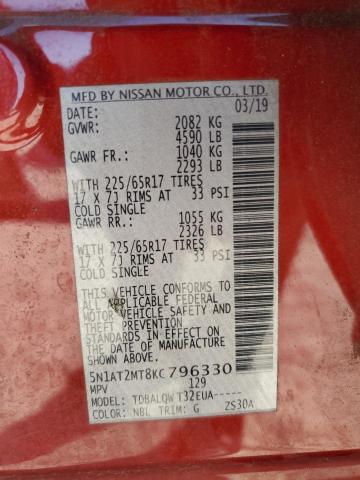 MFD BY NISSAN MOTOR CO., LTD.
DATE: 03/19
GVWR: 2082 KG
4590 LB
GAWR FR.: 1040 KG
2293 LB
WITH 225/65R17 TIRES
17 X 7J RIMS AT 33 PSI
COLD SINGLE
GAWR RR.: 1055 KG
2326 LB
WITH 225/65R17 TIRES
17 X 7J RIMS AT 33 PSI
COLD SINGLE
THIS VEHICLE CONFORMS TO
ALL APPLICABLE FEDERAL
MOTOR VEHICLE SAFETY AND
THEFT PREVENTION
STANDARDS IN EFFECT ON
THE DATE OF MANUFACTURE
SHOWN ABOVE.
5N1AT2MT8KC796330
MPV 129
MODEL: TDBALQW T32EUA----
COLOR: NBL TRIM: G ZS30A